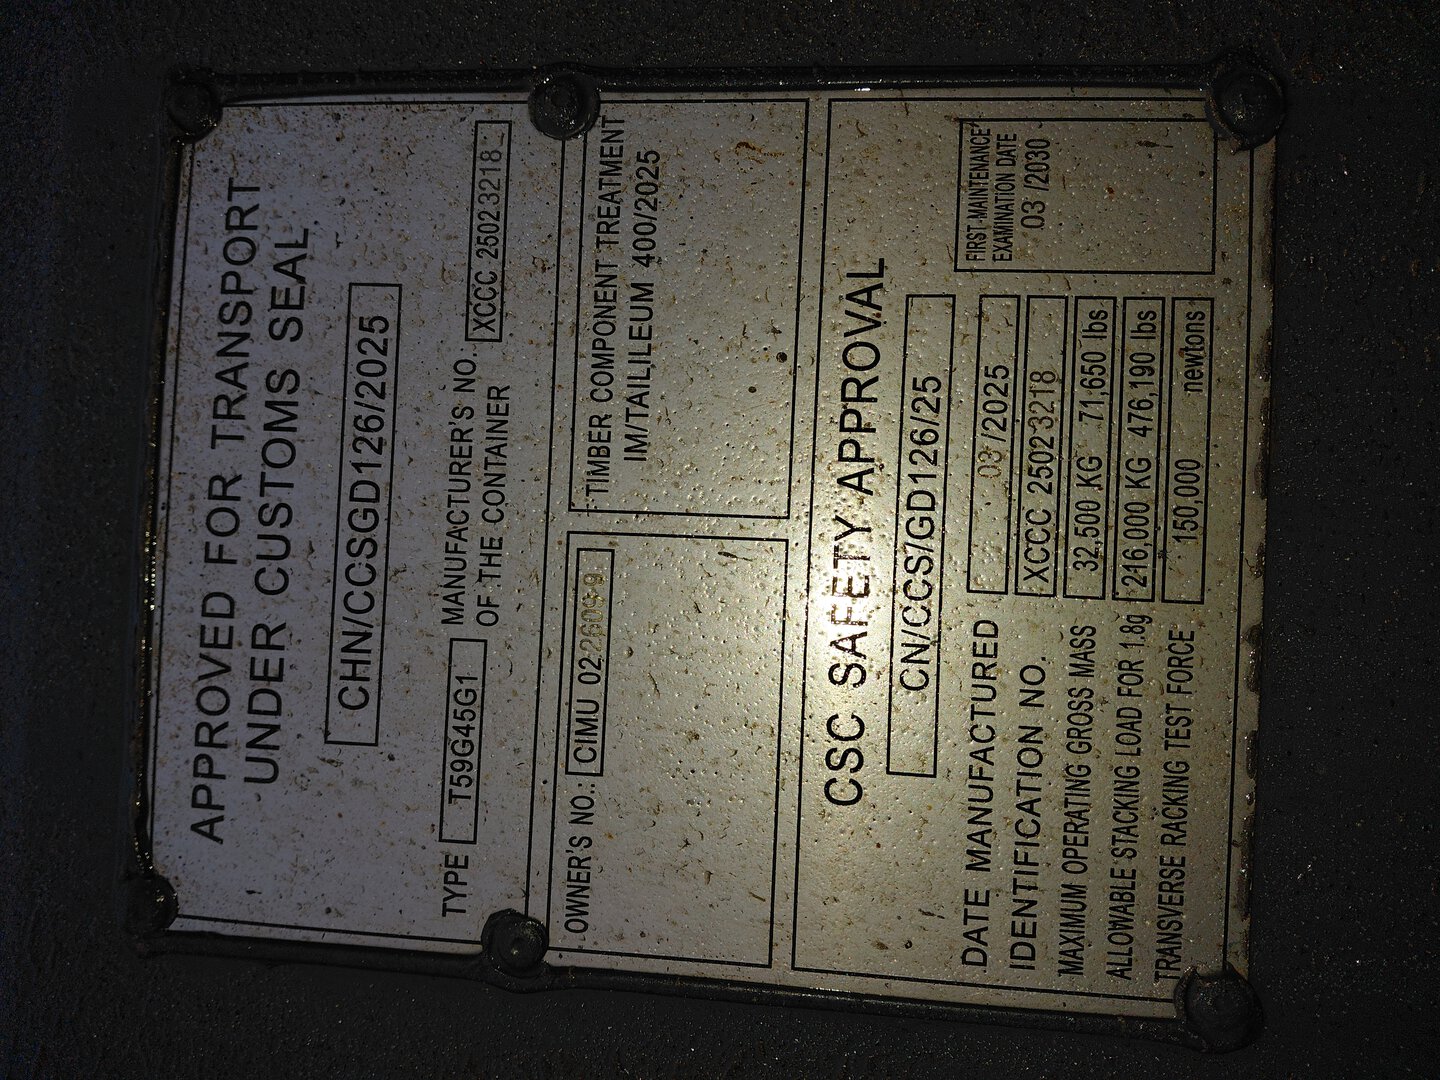 APPROVED FOR TRANSPORT
UNDER CUSTOMS SEAL
CHN/CCSGD126/2025
TYPE T59G45G1 MANUFACTURER'S NO.
OF THE CONTAINER XCCC 25023218
OWNER'S NO.: CIMU
TIMBER COMPONENT TREATMENT
IM/TAILILEUM 400/2025
CSC SAFETY APPROVAL
CN/CCS/GD126/25
DATE MANUFACTURED 03 /2025
IDENTIFICATION NO. XCCC 25023218
MAXIMUM OPERATING GROSS MASS 32,500 KG 71,650 lbs
ALLOWABLE STACKING LOAD FOR 1.8g 216,000 KG 476,190 lbs
TRANSVERSE RACKING TEST FORCE 150,000 newtons
FIRST MAINTENANCE
EXAMINATION DATE
03 /2030